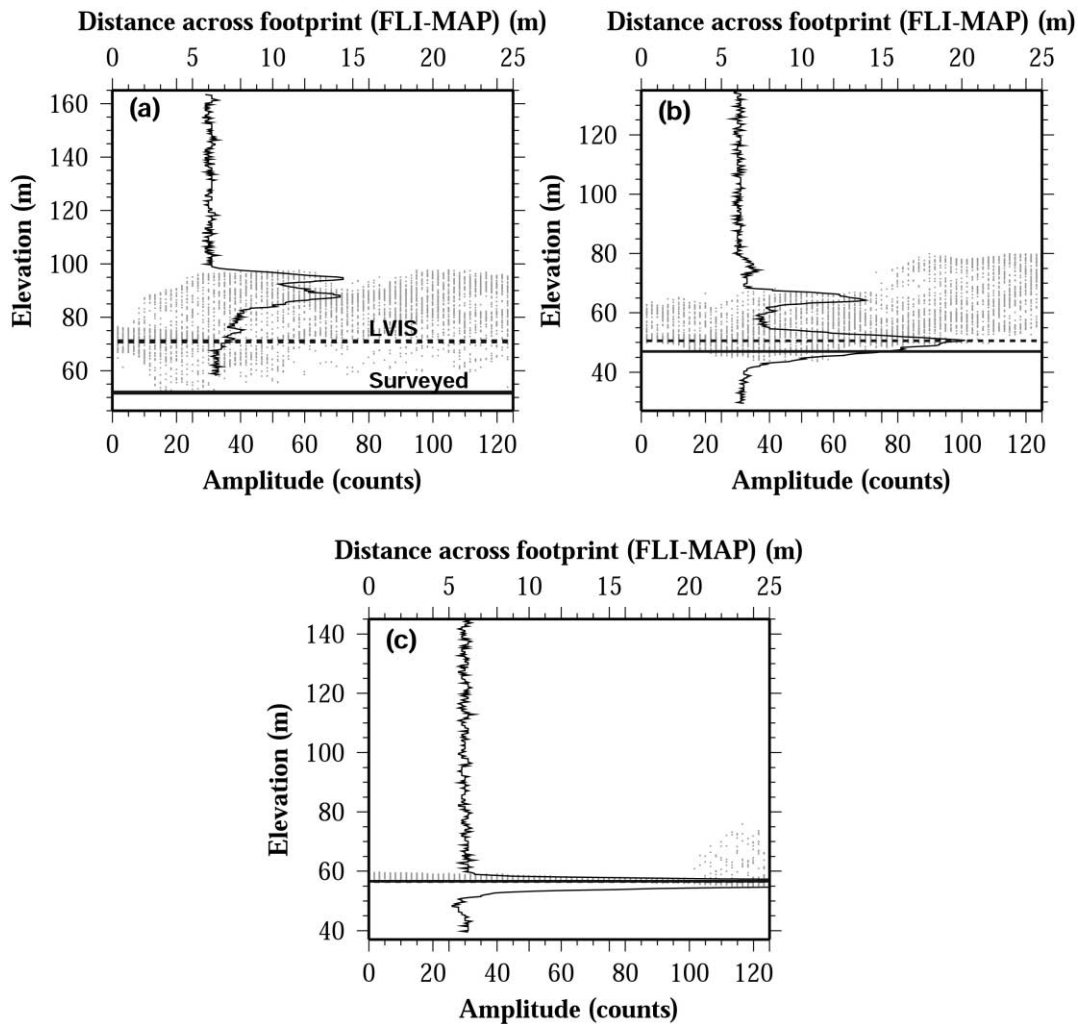 Distance across footprint (FLI-MAP) (m)
0 5 10 15 20 25
(a)
160
140
120
100
80
60
Elevation (m)
LVIS
Surveyed
0 20 40 60 80 100 120
Amplitude (counts)
Distance across footprint (FLI-MAP) (m)
0 5 10 15 20 25
(b)
120
100
80
60
40
Elevation (m)
0 20 40 60 80 100 120
Amplitude (counts)
Distance across footprint (FLI-MAP) (m)
0 5 10 15 20 25
(c)
140
120
100
80
60
40
Elevation (m)
0 20 40 60 80 100 120
Amplitude (counts)